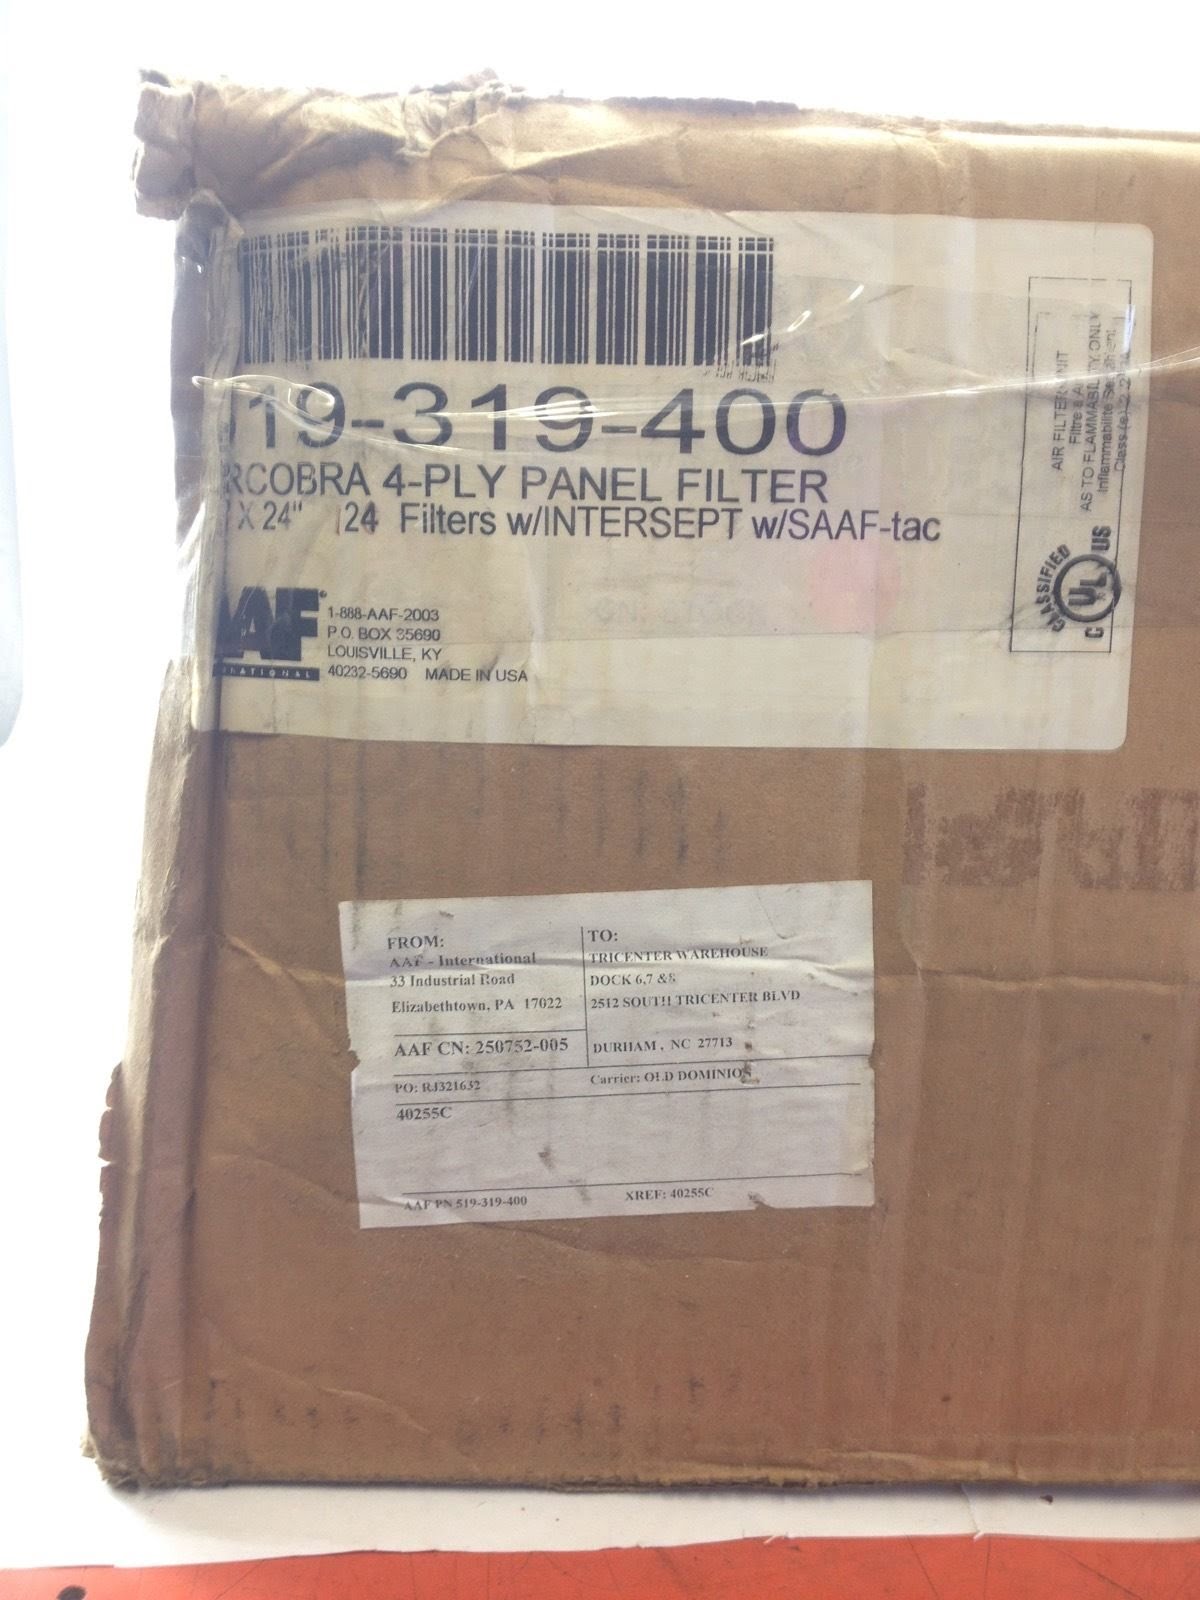 19-319-400
RCOBRA 4-PLY PANEL FILTER
X 24" 24 Filters w/INTERSEPT w/SAAF-tac
AAF®
1-888-AAF-2003
P.O. BOX 35690
LOUISVILLE, KY
40232-5690 MADE IN USA
AIR FILTER UNIT
Filtre à
AS TO FLAMMABILITY ONLY
Inflammabilite
CLASSIFIED
C UL US
FROM:
AAF - International
33 Industrial Road
Elizabethtown, PA 17022
AAF CN: 250752-005
TO:
TRICENTER WAREHOUSE
DOCK 6,7 &8
2512 SOUTH TRICENTER BLVD
DURHAM, NC 27713
PO: RJ321632
Carrier: OLD DOMINION
40255C
AAF PN 519-319-400
XREF: 40255C